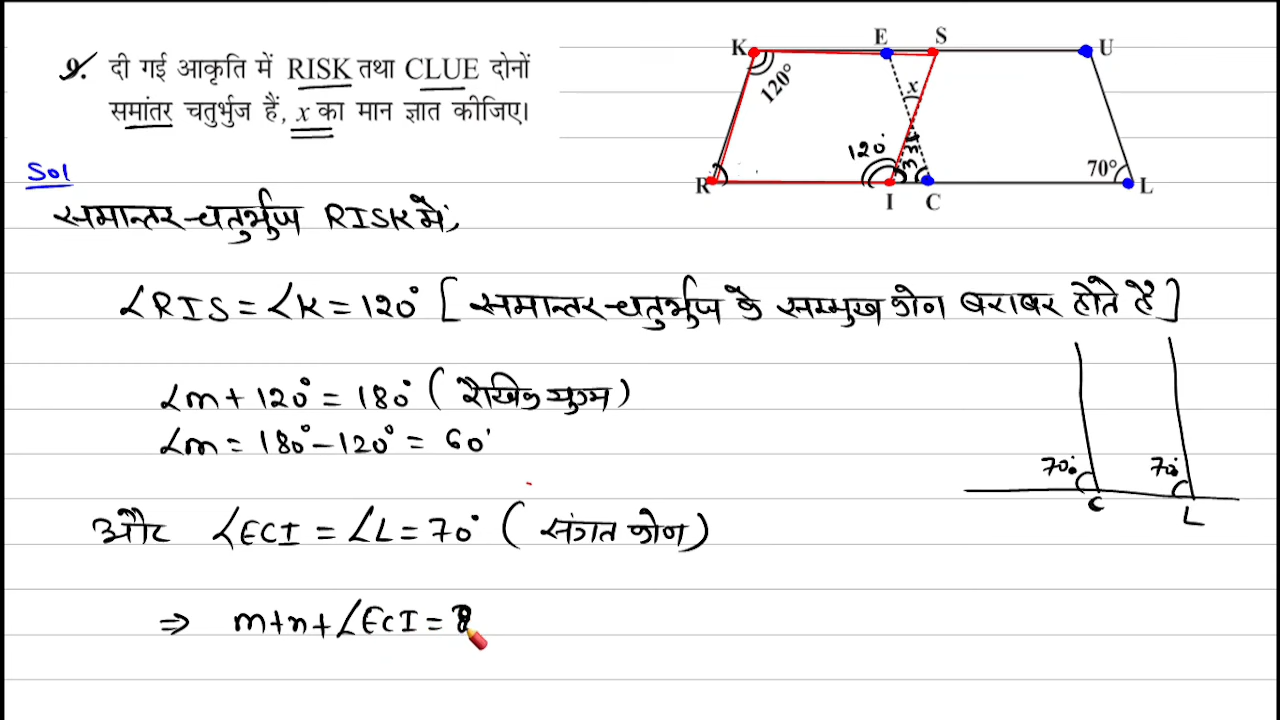 9. दी गई आकृति में RISK तथा CLUE दोनों
समांतर चतुर्भुज हैं, x का मान ज्ञात कीजिए।
K E S U
120° x
120° m n 70°
R I C L
Sol
समान्तर-चतुर्भुज RISK में,
∠RIS = ∠K = 120° [ समान्तर-चतुर्भुज के सम्मुख कोण बराबर होते है ]
∠m + 120° = 180° ( रैखिक युग्म )
∠m = 180° - 120° = 60°
और ∠ECI = ∠L = 70° ( संगत कोण )
70° 70°
C L
⇒ m+n+∠ECI =